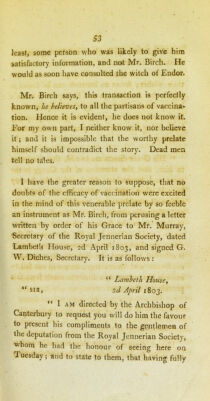 53
least, some person who was likely to give him
satisfactory information, and not Mr. Birch. He
would as soon have consulted the witch of Endor.
Mr. Birch says, this transaction is perfectly
known, he believes, to all the partisans of vaccina-
tion. Hence it is evident, he does not know it.
For my own part, I neither know it, nor believe
it; and it is impossible that the worthy prelate
himself should contradict the story. Dead men
tell no tales.
I have the greater reason to suppose, that no
doubts of the efficacy of vaccination were excited
in the mind of this venerable prelate by so feeble
an instrument as Mr. Birch, from perusing a letter
written by order of his Grace to Mr. Murray,
Secretary of the Royal Jennerian Society, dated
Lambeth House, 2d April 1803, and signed G.
W. Diches, Secretary. It is as follows:
" Lambeth House,
" SIR, 2d April 1803.
" I AM directed by the Archbishop of
Canterbury to request you will do him the favour
to present his compliments to the gentlemen of
the deputation from the Royal Jennerian Society,
whom he had the honour of seeing here on
Tuesday; and to state to them, that having fully